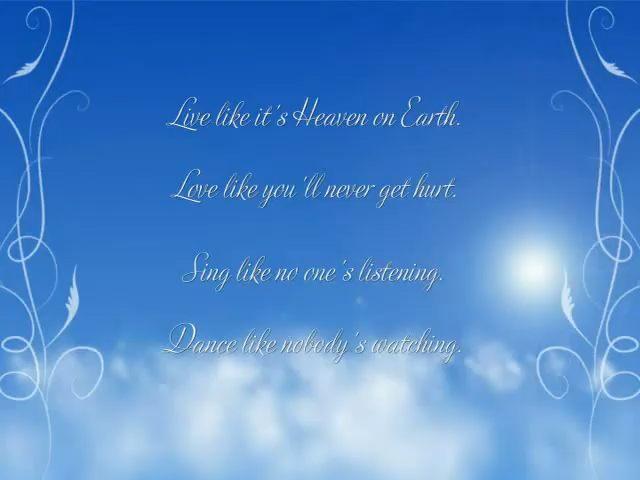 Live like it's Heaven on Earth.
Love like you'll never get hurt.
Sing like no one's listening.
Dance like nobody's watching.